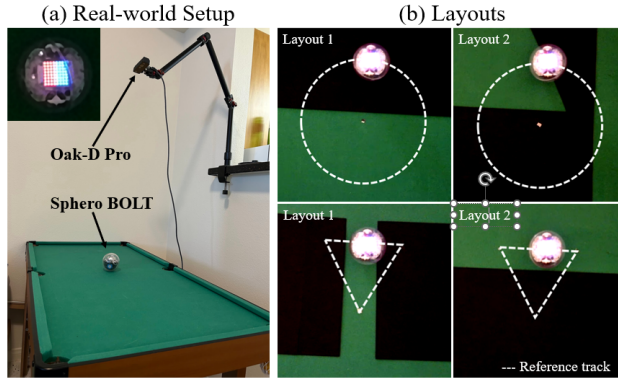 (a) Real-world Setup
(b) Layouts
Oak-D Pro
Sphero BOLT
Layout 1
Layout 2
Layout 1
Layout 2
--- Reference track